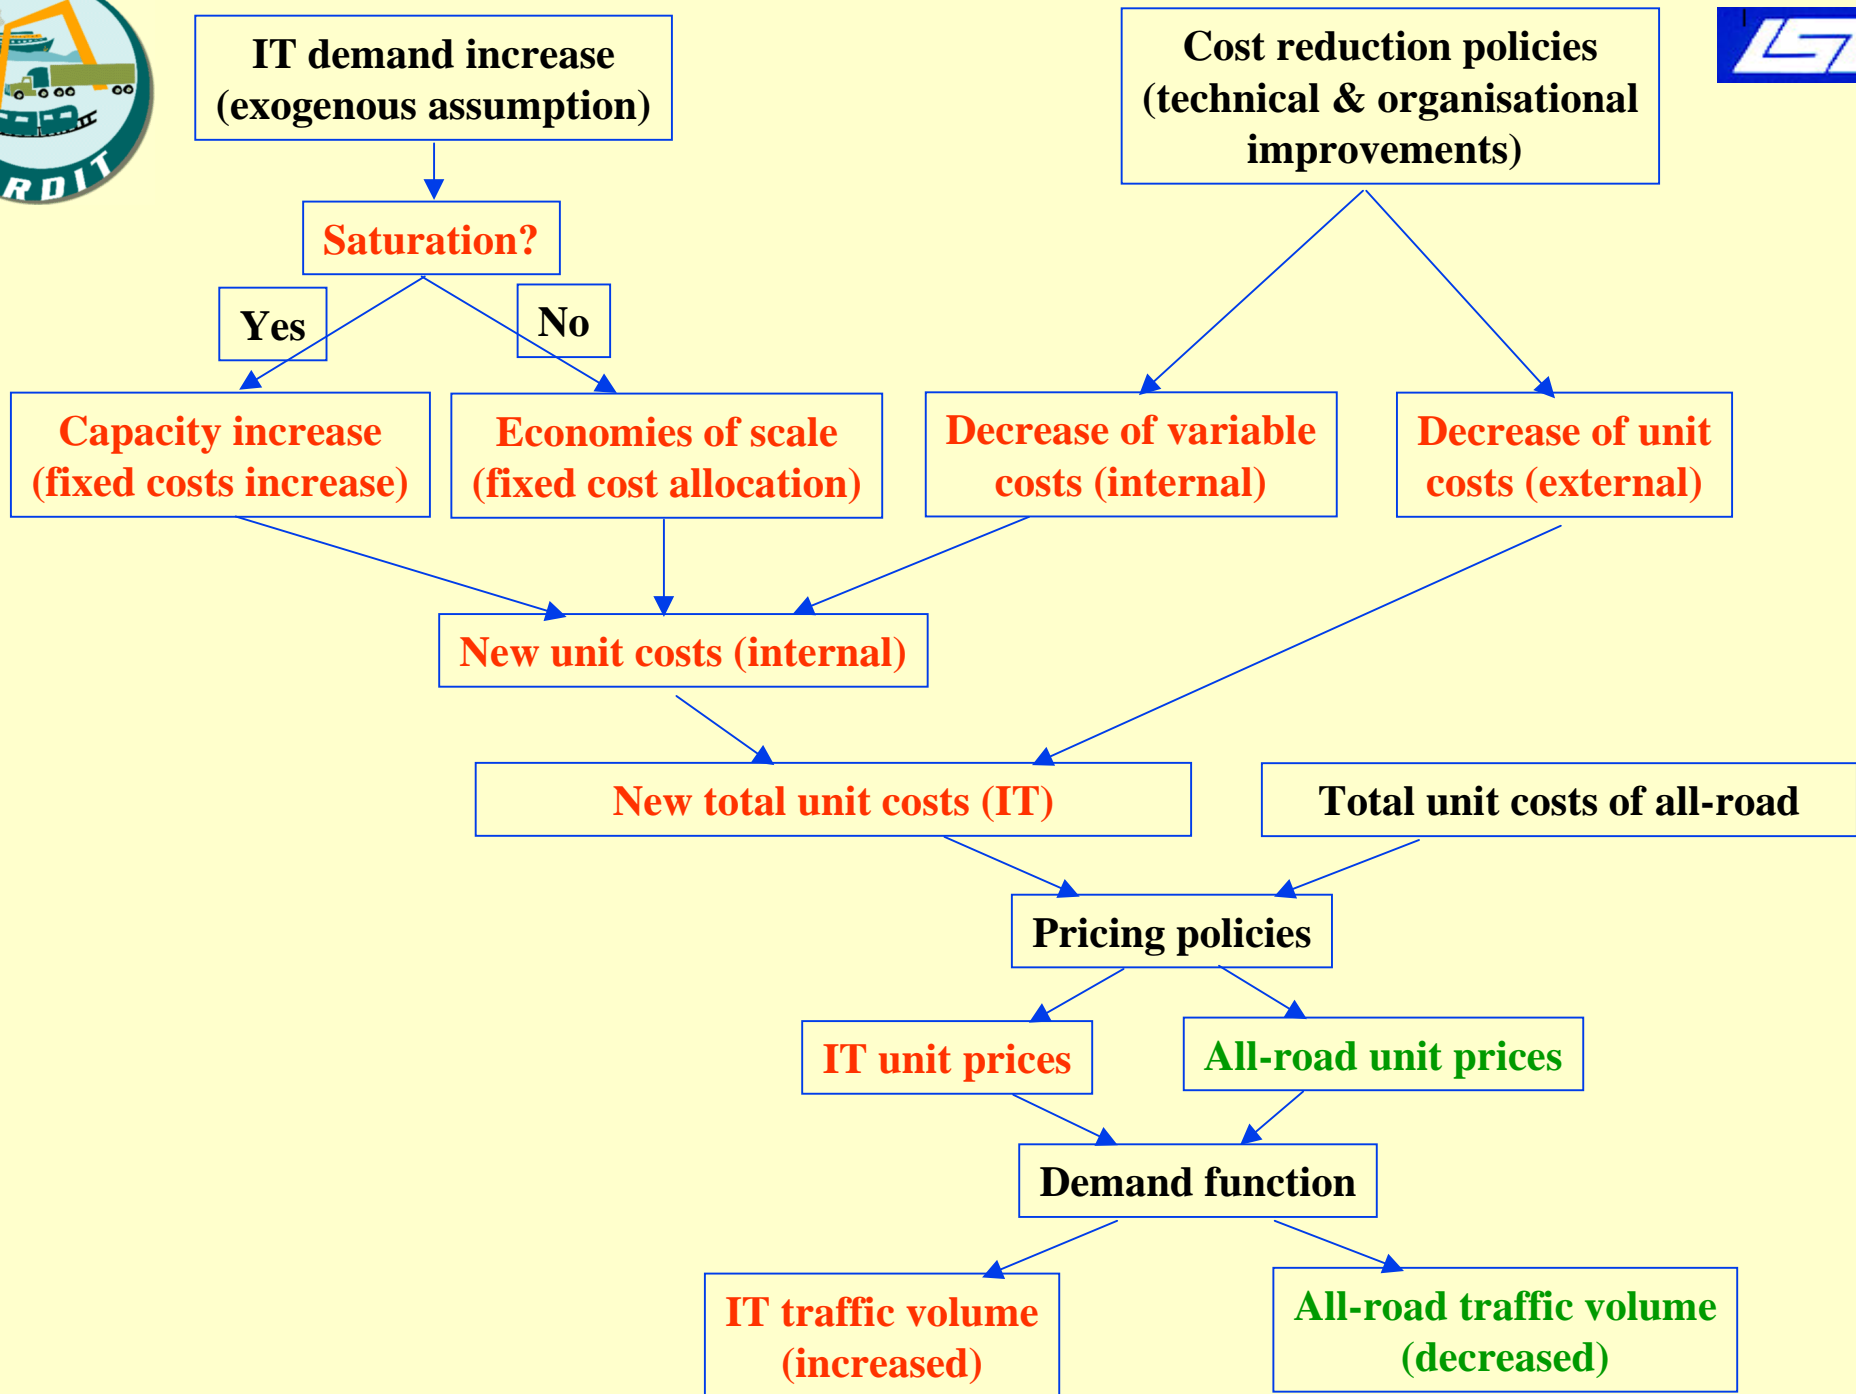 IT demand increase
(exogenous assumption)
Cost reduction policies
(technical & organisational
improvements)
RDIT
Saturation?
Yes
No
Capacity increase
(fixed costs increase)
Economies of scale
(fixed cost allocation)
Decrease of variable
costs (internal)
Decrease of unit
costs (external)
New unit costs (internal)
New total unit costs (IT)
Total unit costs of all-road
Pricing policies
IT unit prices
All-road unit prices
Demand function
IT traffic volume
(increased)
All-road traffic volume
(decreased)